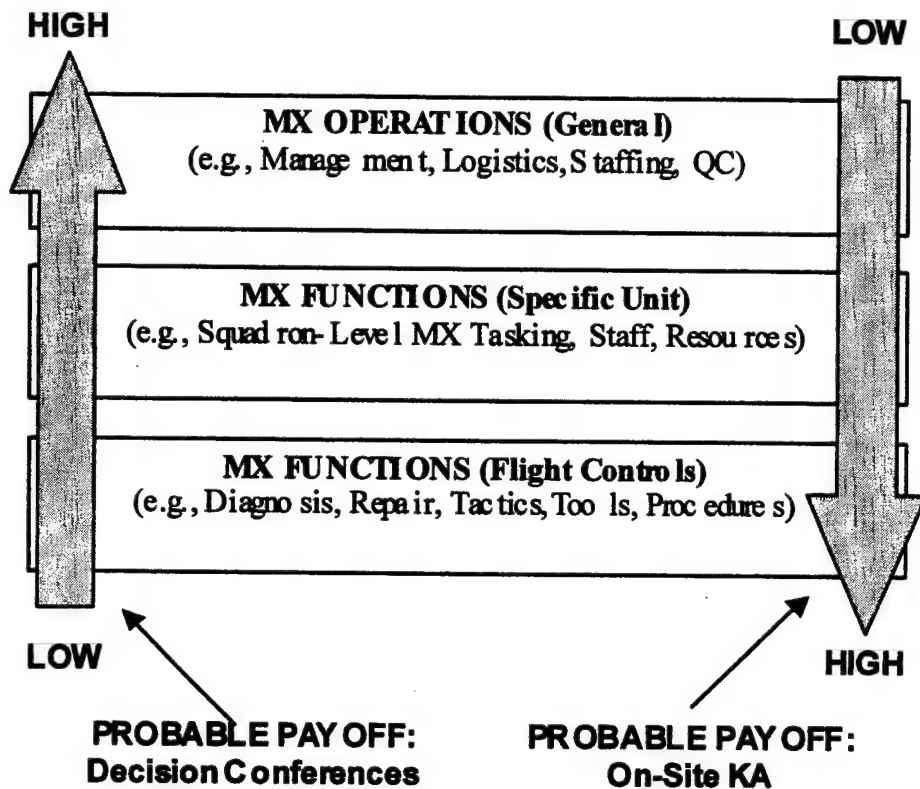 HIGH
LOW
MX OPERATIONS (General)
(e.g., Management, Logistics, Staffing, QC)
MX FUNCTIONS (Specific Unit)
(e.g., Squadron-Level MX Tasking, Staff, Resources)
MX FUNCTIONS (Flight Controls)
(e.g., Diagnosis, Repair, Tactics, Tools, Procedures)
LOW
HIGH
PROBABLE PAYOFF:
Decision Conferences
PROBABLE PAYOFF:
On-Site KA